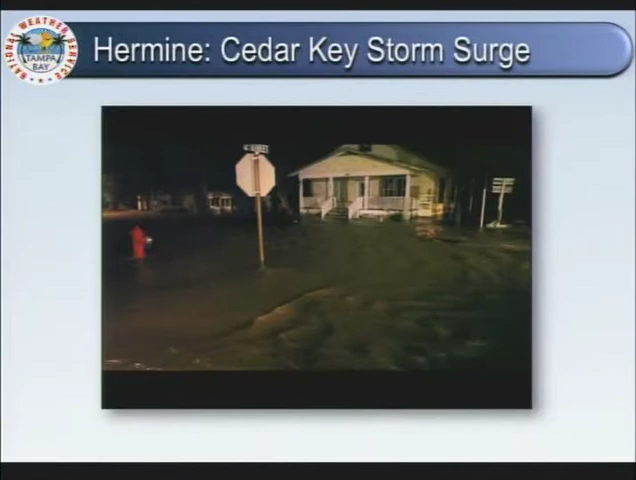 Hermine: Cedar Key Storm Surge
NATIONAL WEATHER SERVICE
TAMPA
BAY